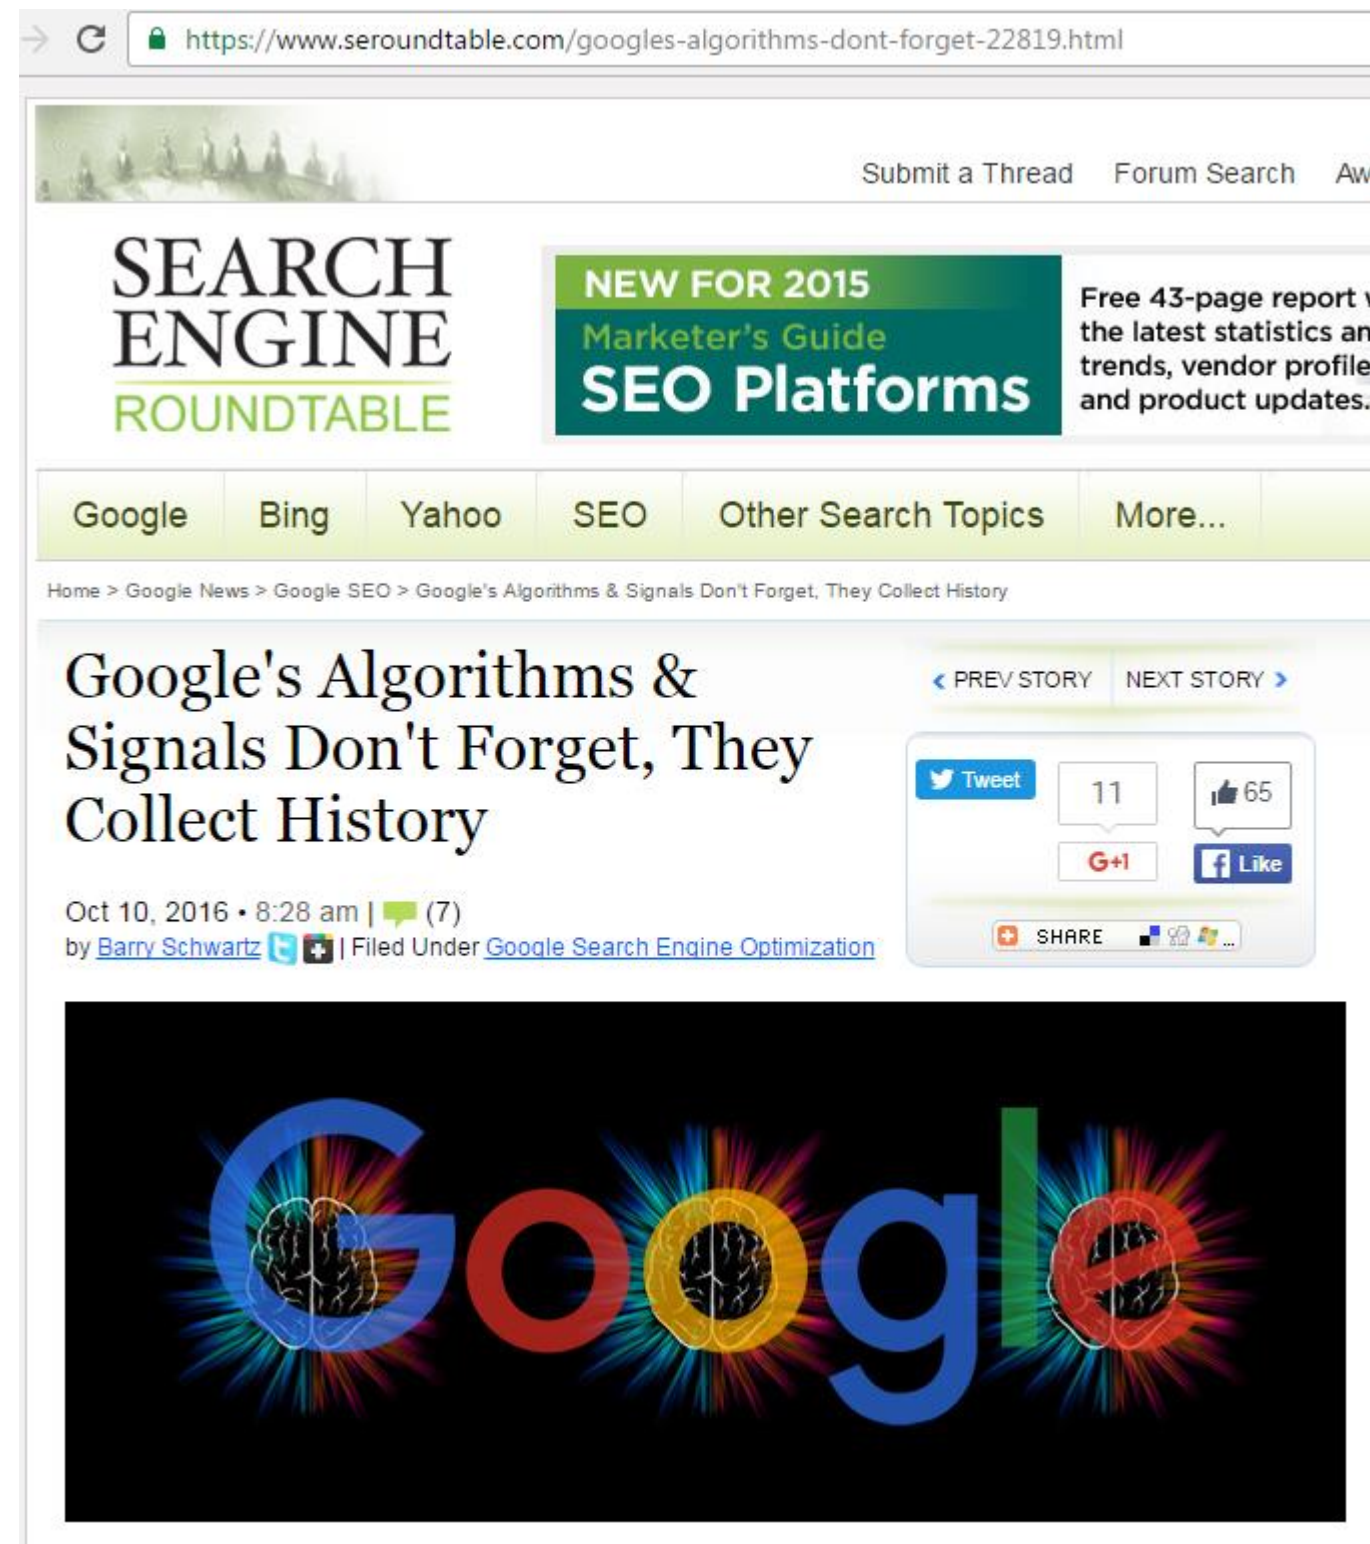 https://www.seroundtable.com/googles-algorithms-dont-forget-22819.html
Submit a Thread Forum Search Aw
SEARCH
ENGINE
ROUNDTABLE
NEW FOR 2015
Marketer's Guide
SEO Platforms
Free 43-page report
the latest statistics an
trends, vendor profile
and product updates.
Google Bing Yahoo SEO Other Search Topics More...
Home > Google News > Google SEO > Google's Algorithms & Signals Don't Forget, They Collect History
Google's Algorithms &
Signals Don't Forget, They
Collect History
< PREV STORY NEXT STORY >
Tweet
11
65
G+1
Like
Oct 10, 2016 • 8:28 am | (7)
by Barry Schwartz | Filed Under Google Search Engine Optimization
SHARE ...
Google